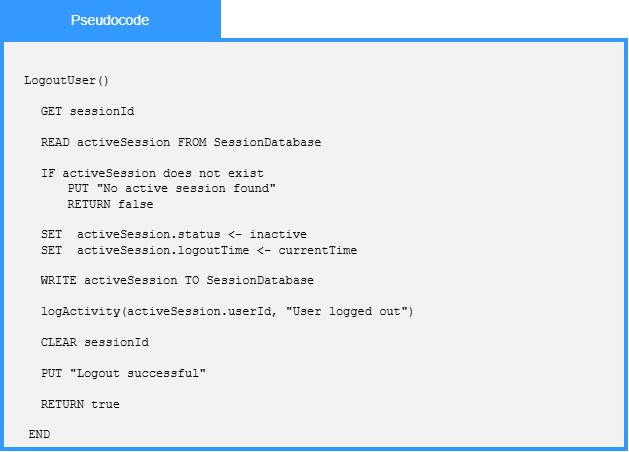 Pseudocode
LogoutUser()
GET sessionId
READ activeSession FROM SessionDatabase
IF activeSession does not exist
PUT "No active session found"
RETURN false
SET  activeSession.status <- inactive
SET  activeSession.logoutTime <- currentTime
WRITE activeSession TO SessionDatabase
logActivity(activeSession.userId, "User logged out")
CLEAR sessionId
PUT "Logout successful"
RETURN true
END